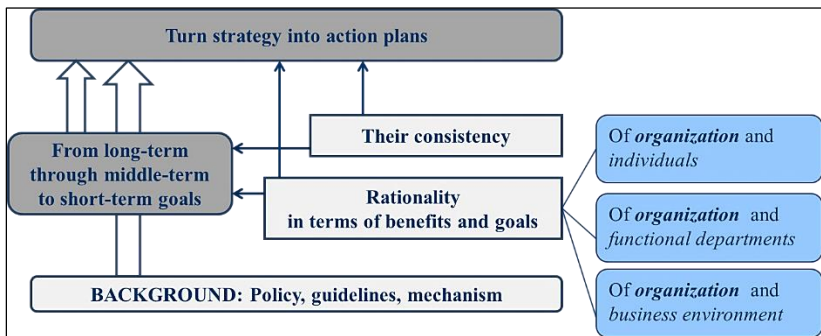 Turn strategy into action plans
Their consistency
From long-term
through middle-term
to short-term goals
Rationality
in terms of benefits and goals
Of organization and
individuals
Of organization and
functional departments
Of organization and
business environment
BACKGROUND: Policy, guidelines, mechanism